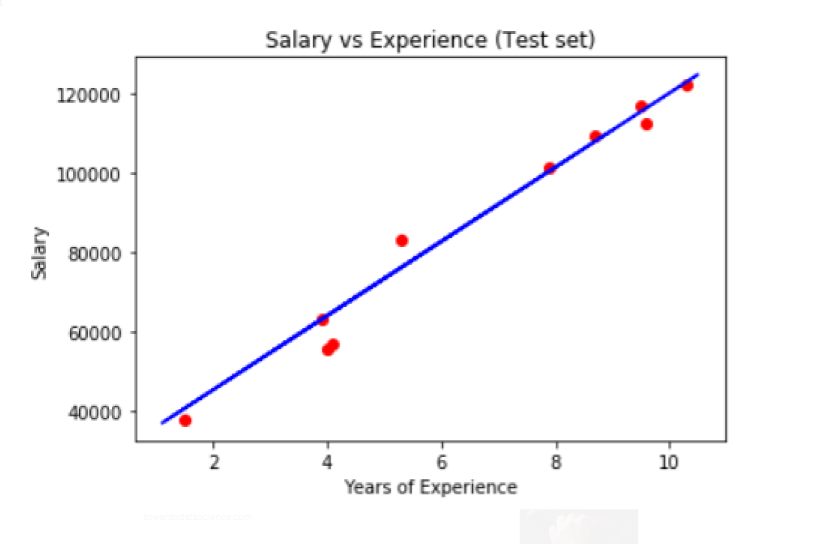 Salary vs Experience (Test set)
120000
100000
80000
60000
40000
Salary
2 4 6 8 10
Years of Experience